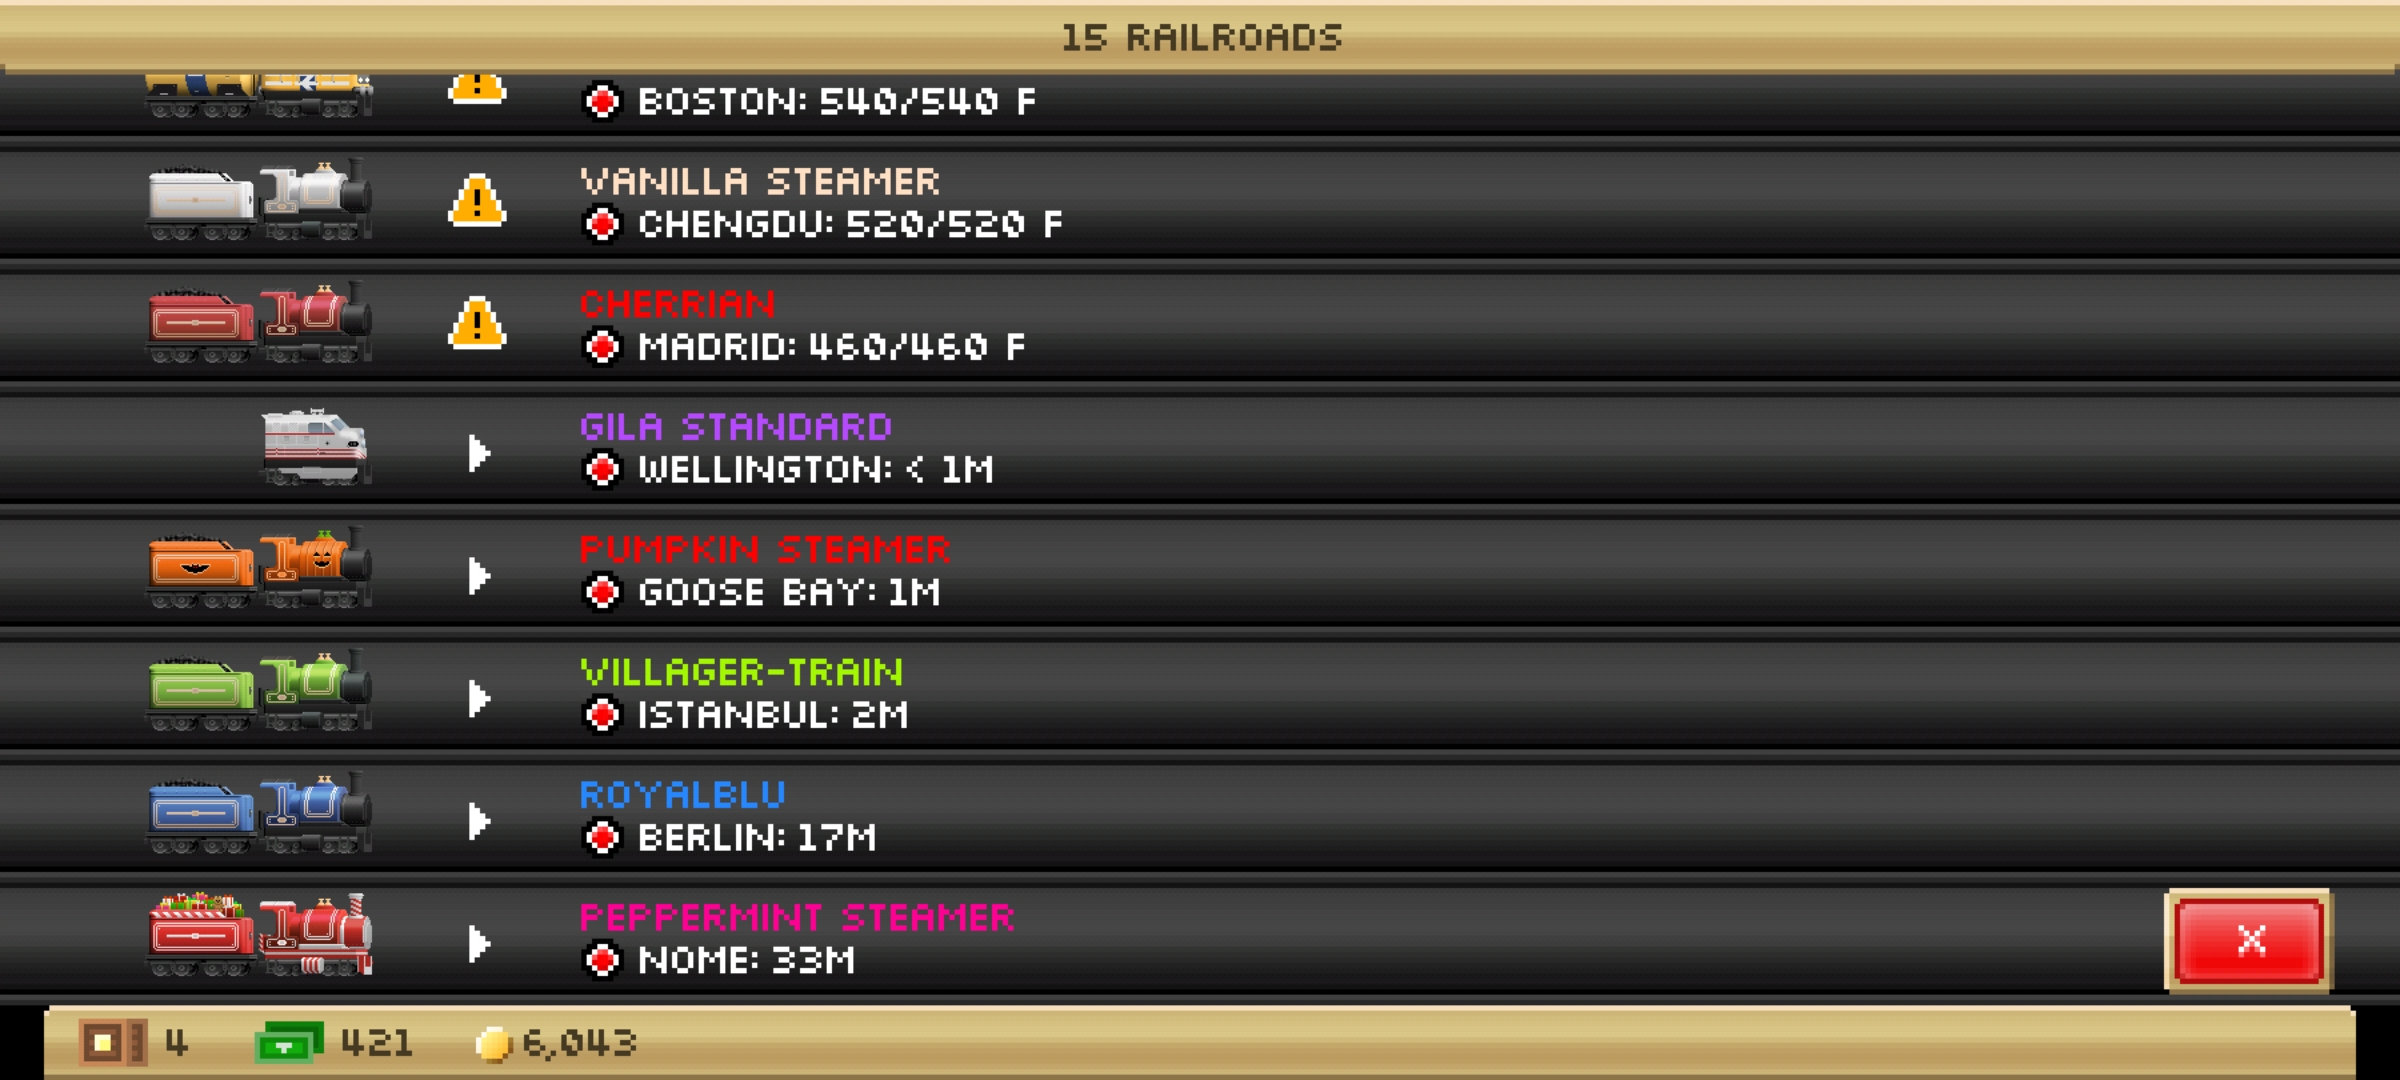 15 RAILROADS
BOSTON: 540/540 F
VANILLA STEAMER
CHENGDU: 520/520 F
CHERRIAN
MADRID: 460/460 F
GILA STANDARD
WELLINGTON: < 1M
PUMPKIN STEAMER
GOOSE BAY: 1M
VILLAGER-TRAIN
ISTANBUL: 2M
ROYALBLU
BERLIN: 17M
PEPPERMINT STEAMER
NOME: 33M
X
4 421 6,043